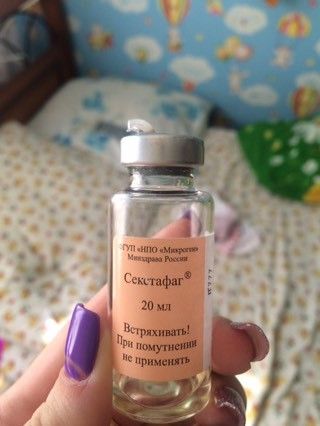 ФГУП «НПО «Микроген»
Минздрава России
Секстафаг®
20 мл
Встряхивать!
При помутнении
не применять